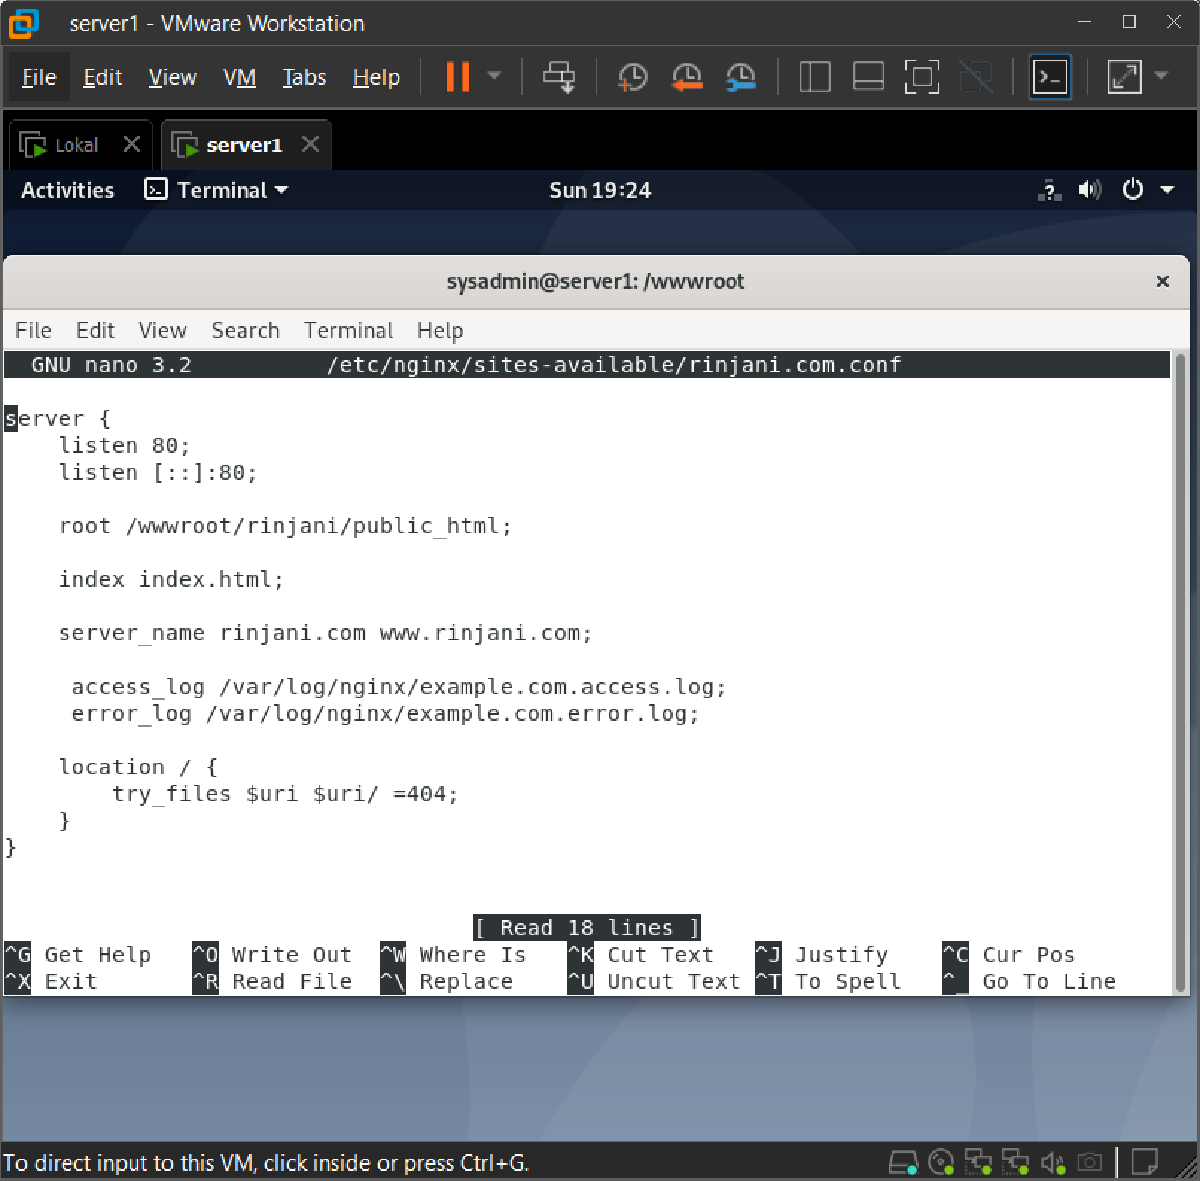 server1 - VMware Workstation
File Edit View VM Tabs Help
Lokal server1
Activities Terminal Sun 19:24
sysadmin@server1: /wwwroot
File Edit View Search Terminal Help
GNU nano 3.2 /etc/nginx/sites-available/rinjani.com.conf
server {
listen 80;
listen [::]:80;
root /wwwroot/rinjani/public_html;
index index.html;
server_name rinjani.com www.rinjani.com;
access_log /var/log/nginx/example.com.access.log;
error_log /var/log/nginx/example.com.error.log;
location / {
try_files $uri $uri/ =404;
}
}
[ Read 18 lines ]
^G Get Help ^O Write Out ^W Where Is ^K Cut Text ^J Justify ^C Cur Pos
^X Exit ^R Read File ^\ Replace ^U Uncut Text ^T To Spell ^_ Go To Line
To direct input to this VM, click inside or press Ctrl+G.